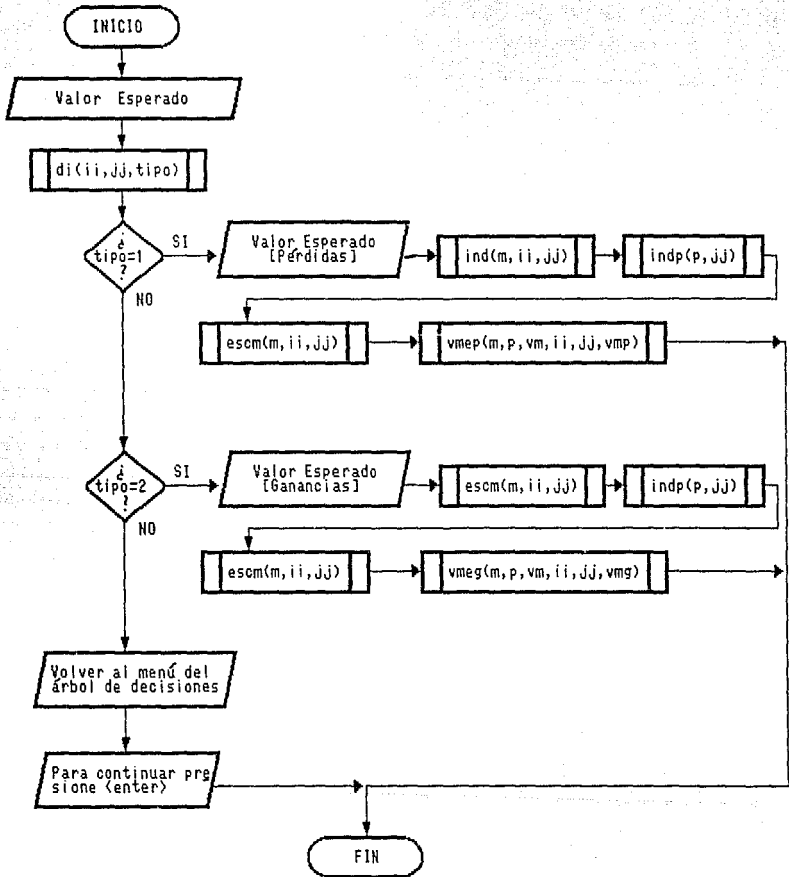 INICIO
Valor Esperado
di(ii,jj,tipo)
¿
tipo=1
?
SI
NO
Valor Esperado
[Pérdidas]
ind(m,ii,jj)
indp(p,jj)
escm(m,ii,jj)
vmep(m,p,vm,ii,jj,vmp)
¿
tipo=2
?
SI
NO
Valor Esperado
[Ganancias]
escm(m,ii,jj)
indp(p,jj)
escm(m,ii,jj)
vmeg(m,p,vm,ii,jj,vmg)
Volver al menú del
árbol de decisiones
Para continuar pre
sione <enter>
FIN